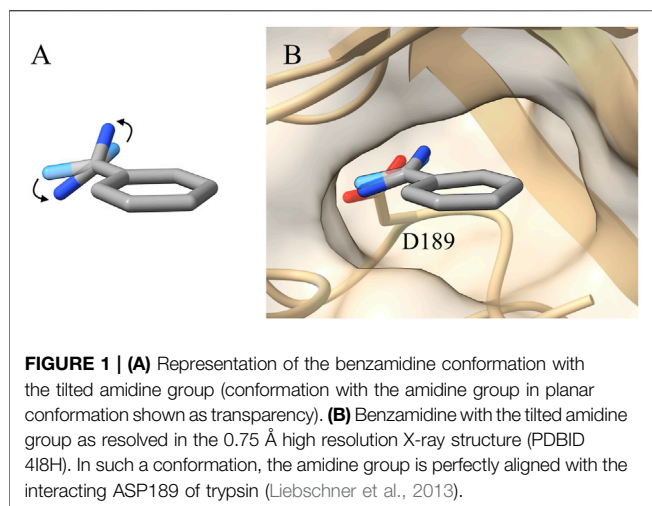 A
B
D189
FIGURE 1 | (A) Representation of the benzamidine conformation with
the tilted amidine group (conformation with the amidine group in planar
conformation shown as transparency). (B) Benzamidine with the tilted amidine
group as resolved in the 0.75 Å high resolution X-ray structure (PDBID
4I8H). In such a conformation, the amidine group is perfectly aligned with the
interacting ASP189 of trypsin (Liebschner et al., 2013).